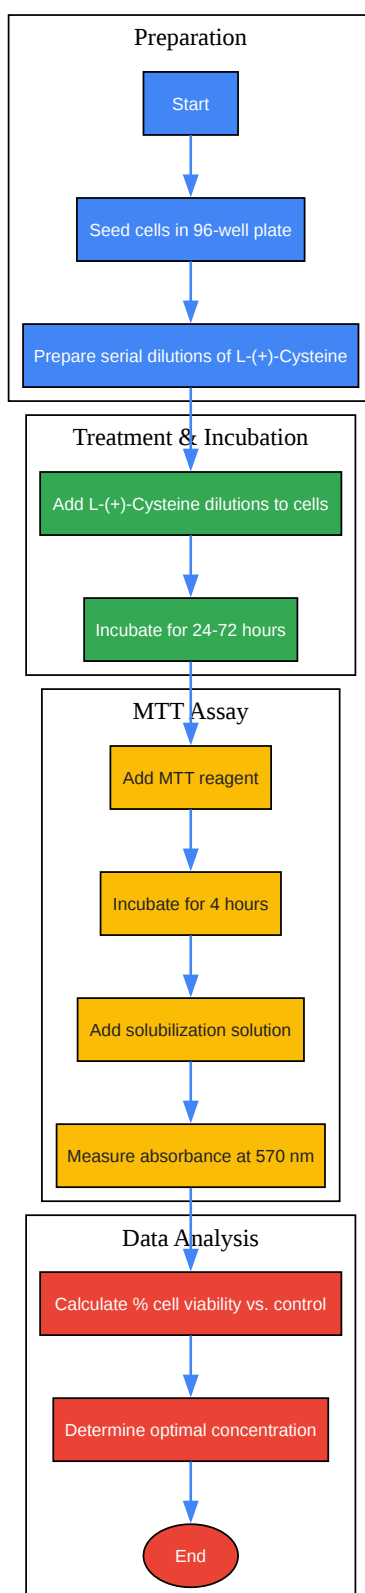 Preparation
Start
Seed cells in 96-well plate
Prepare serial dilutions of L-(+)-Cysteine
Treatment & Incubation
Add L-(+)-Cysteine dilutions to cells
Incubate for 24-72 hours
MTT Assay
Add MTT reagent
Incubate for 4 hours
Add solubilization solution
Measure absorbance at 570 nm
Data Analysis
Calculate % cell viability vs. control
Determine optimal concentration
End